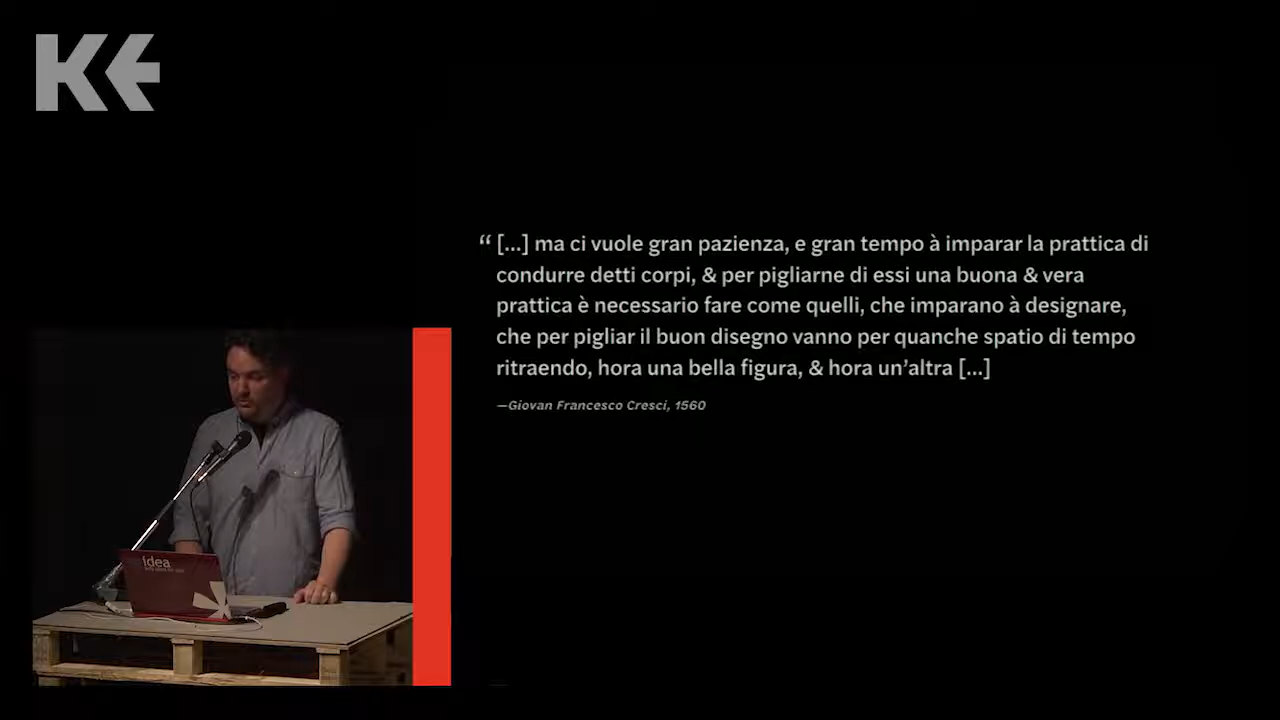 KE
“ [...] ma ci vuole gran pazienza, e gran tempo à imparar la prattica di
condurre detti corpi, & per pigliarne di essi una buona & vera
prattica è necessario fare come quelli, che imparano à designare,
che per pigliar il buon disegno vanno per quanche spatio di tempo
ritraendo, hora una bella figura, & hora un’altra [...]
—Giovan Francesco Cresci, 1560
idea